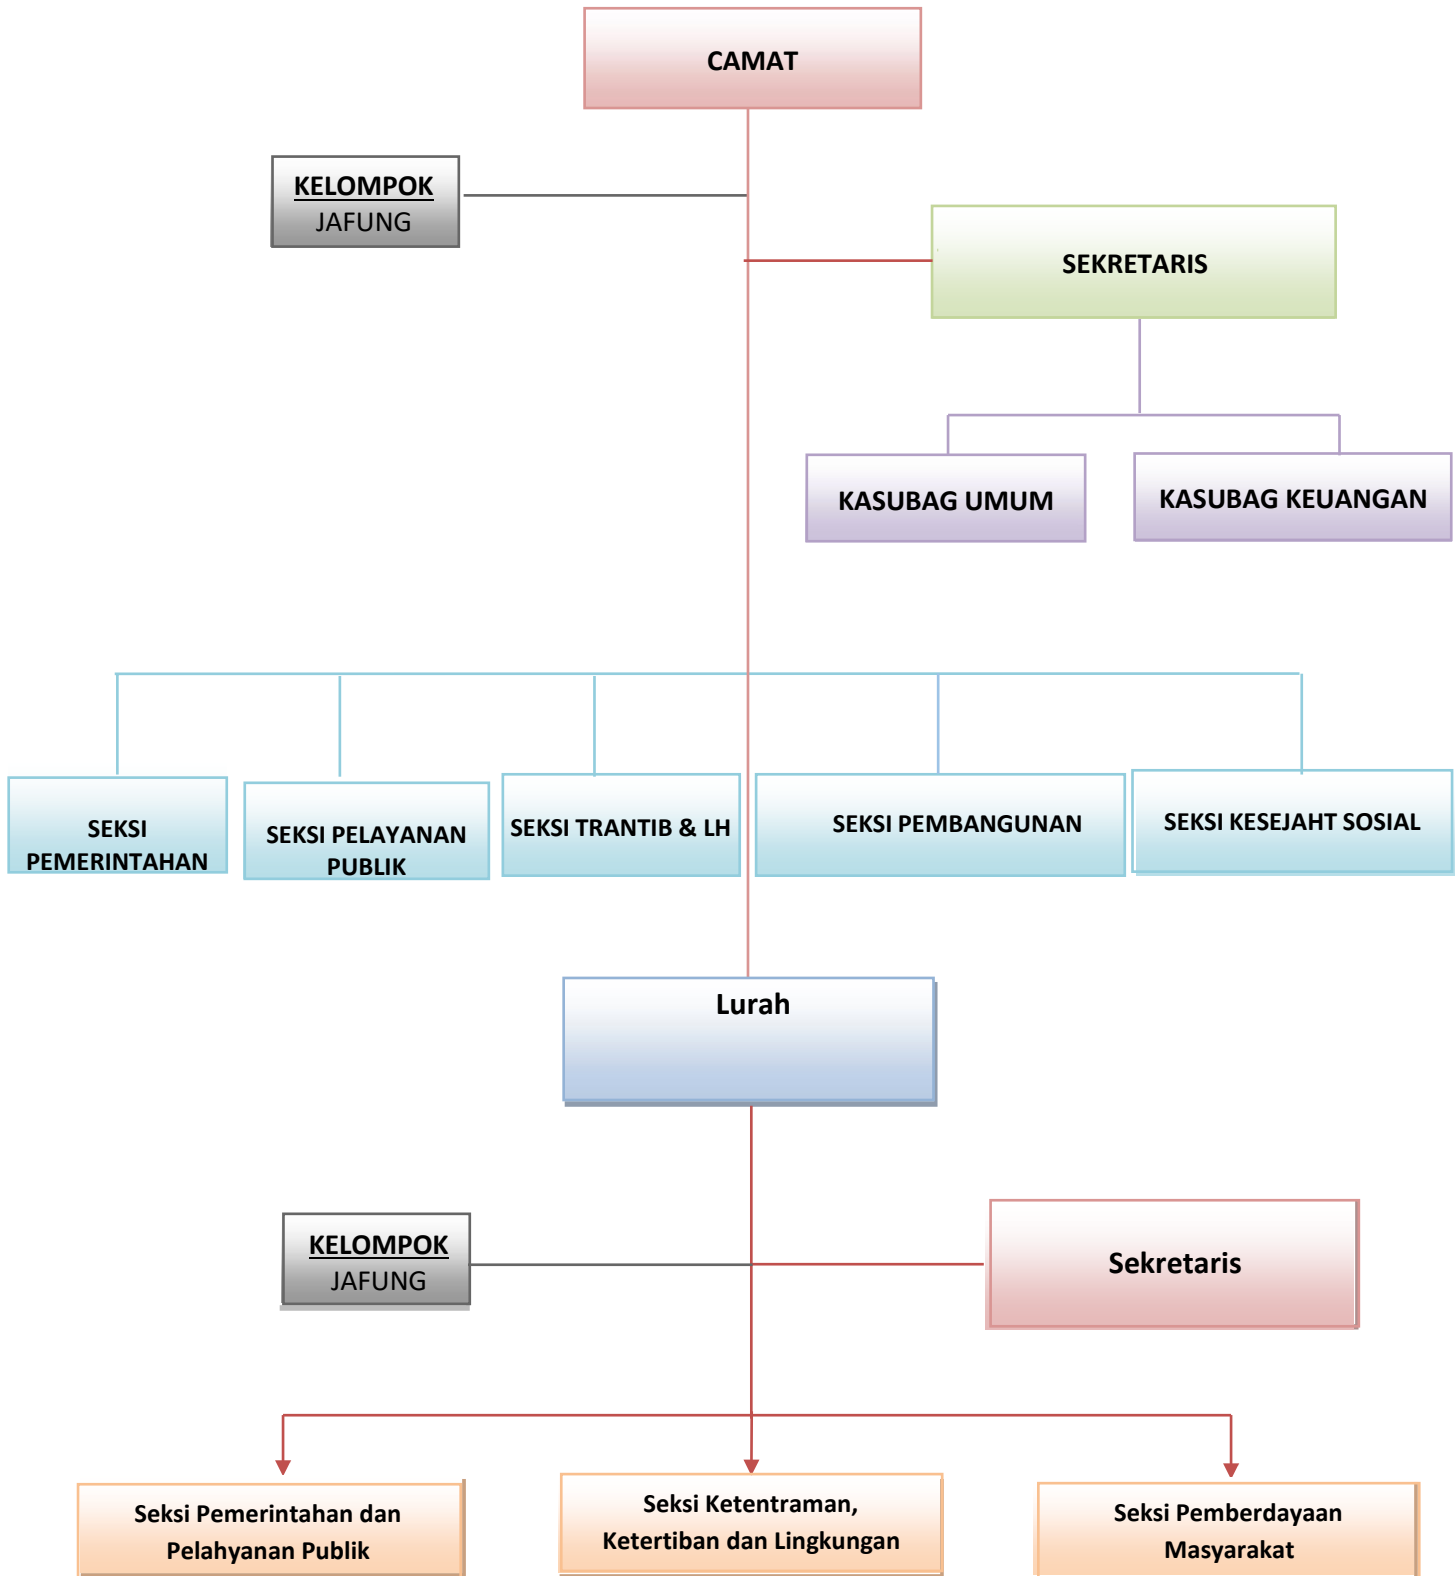 CAMAT
KELOMPOK
JAFUNG
SEKRETARIS
KASUBAG UMUM
KASUBAG KEUANGAN
SEKSI
PEMERINTAHAN
SEKSI PELAYANAN
PUBLIK
SEKSI TRANTIB & LH
SEKSI PEMBANGUNAN
SEKSI KESEJAHT SOSIAL
Lurah
KELOMPOK
JAFUNG
Sekretaris
Seksi Pemerintahan dan
Pelahyanan Publik
Seksi Ketentraman,
Ketertiban dan Lingkungan
Seksi Pemberdayaan
Masyarakat